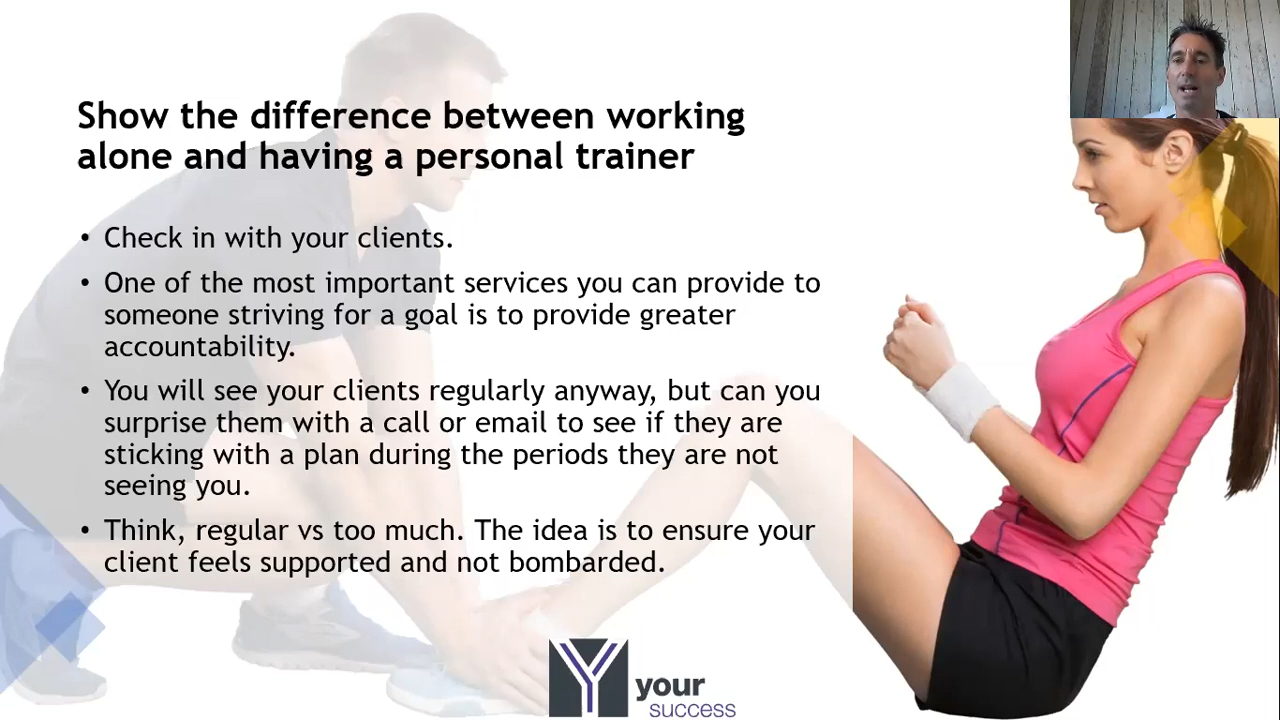 Show the difference between working
alone and having a personal trainer
• Check in with your clients.
• One of the most important services you can provide to
someone striving for a goal is to provide greater
accountability.
• You will see your clients regularly anyway, but can you
surprise them with a call or email to see if they are
sticking with a plan during the periods they are not
seeing you.
• Think, regular vs too much. The idea is to ensure your
client feels supported and not bombarded.
Y your
success